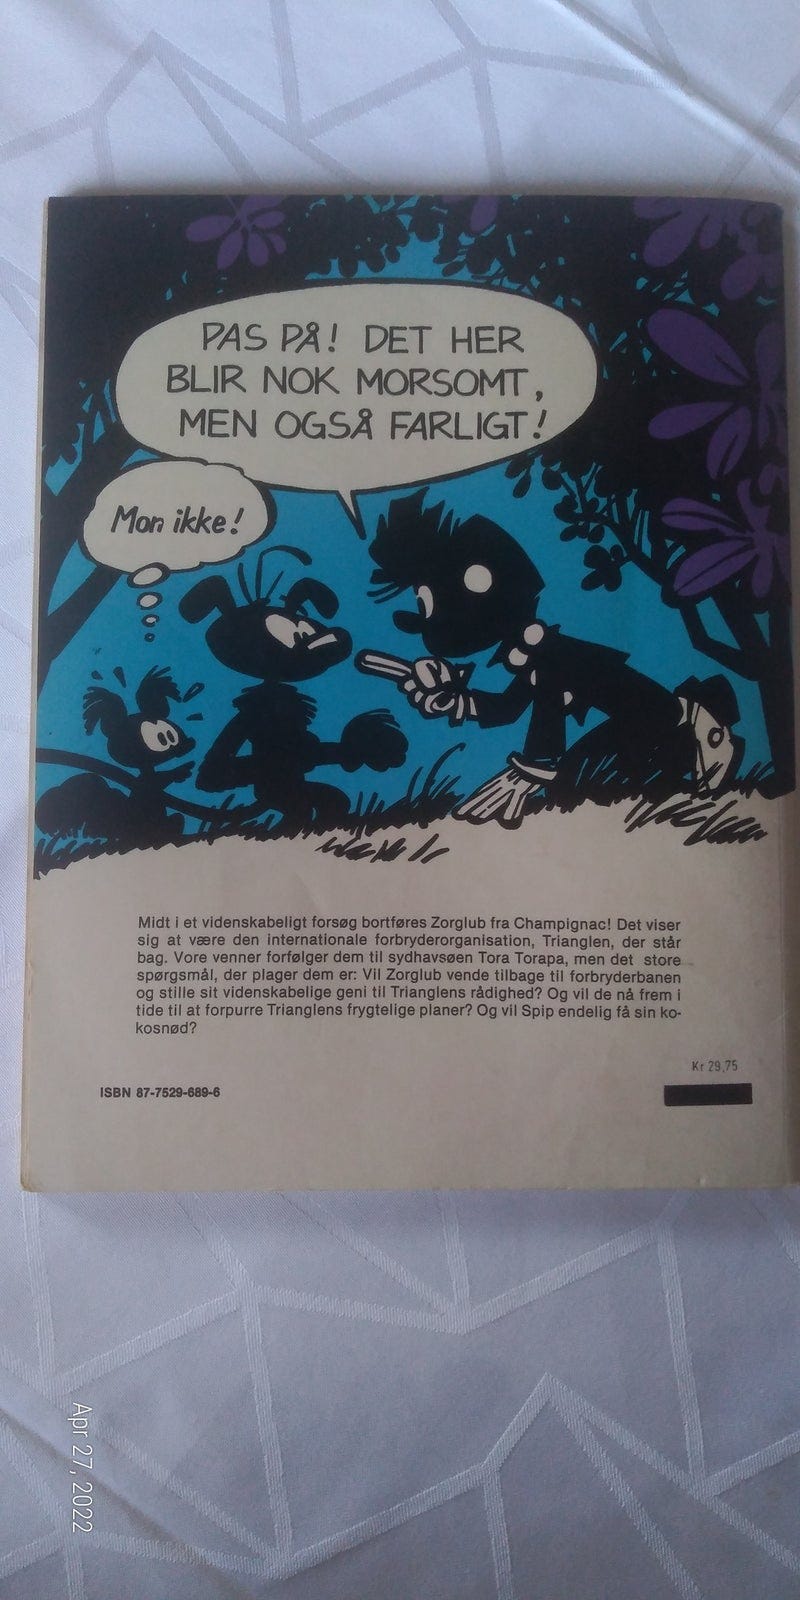 PAS PÅ! DET HER
BLIR NOK MORSOMT,
MEN OGSÅ FARLIGT!
Mon ikke!
Midt i et videnskabeligt forsøg bortføres Zorglub fra Champignac! Det viser
sig at være den internationale forbryderorganisation, Trianglen, der står
bag. Vore venner forfølger dem til sydhavsøen Tora Torapa, men det store
spørgsmål, der plager dem er: Vil Zorglub vende tilbage til forbryderbanen
og stille sit videnskabelige geni til Trianglens rådighed? Og vil de nå frem i
tide til at forpurre Trianglens frygtelige planer? Og vil Spip endelig få sin ko-
kosnød?
Kr 29,75
ISBN 87-7529-689-6
Apr 27, 2022